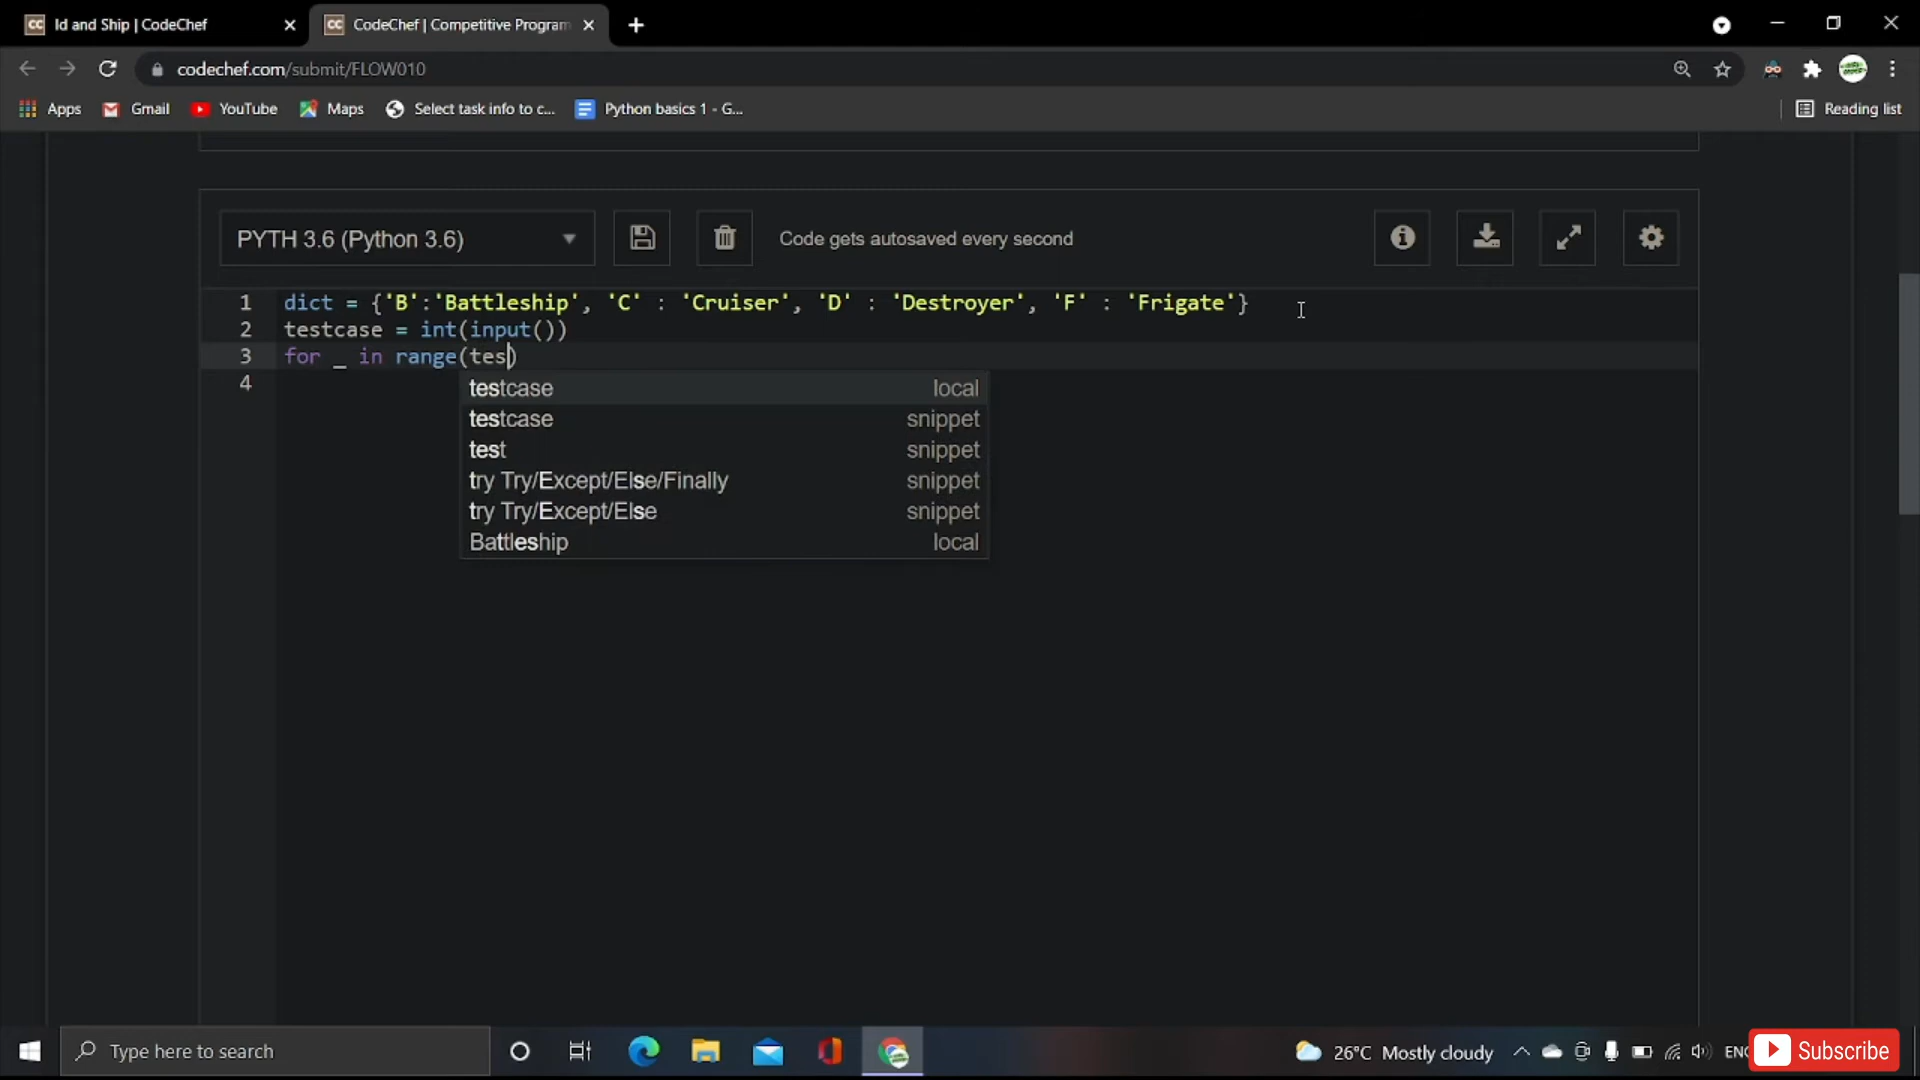 Id and Ship | CodeChef
CodeChef | Competitive Program
codechef.com/submit/FLOW010
Apps
Gmail
YouTube
Maps
Select task info to c...
Python basics 1 - G...
Reading list
PYTH 3.6 (Python 3.6)
Code gets autosaved every second
1 dict = {'B':'Battleship', 'C' : 'Cruiser', 'D' : 'Destroyer', 'F' : 'Frigate'}
2 testcase = int(input())
3 for _ in range(tes)
4
testcase local
testcase snippet
test snippet
try Try/Except/Else/Finally snippet
try Try/Except/Else snippet
Battleship local
Type here to search
26°C Mostly cloudy
ENG
Subscribe